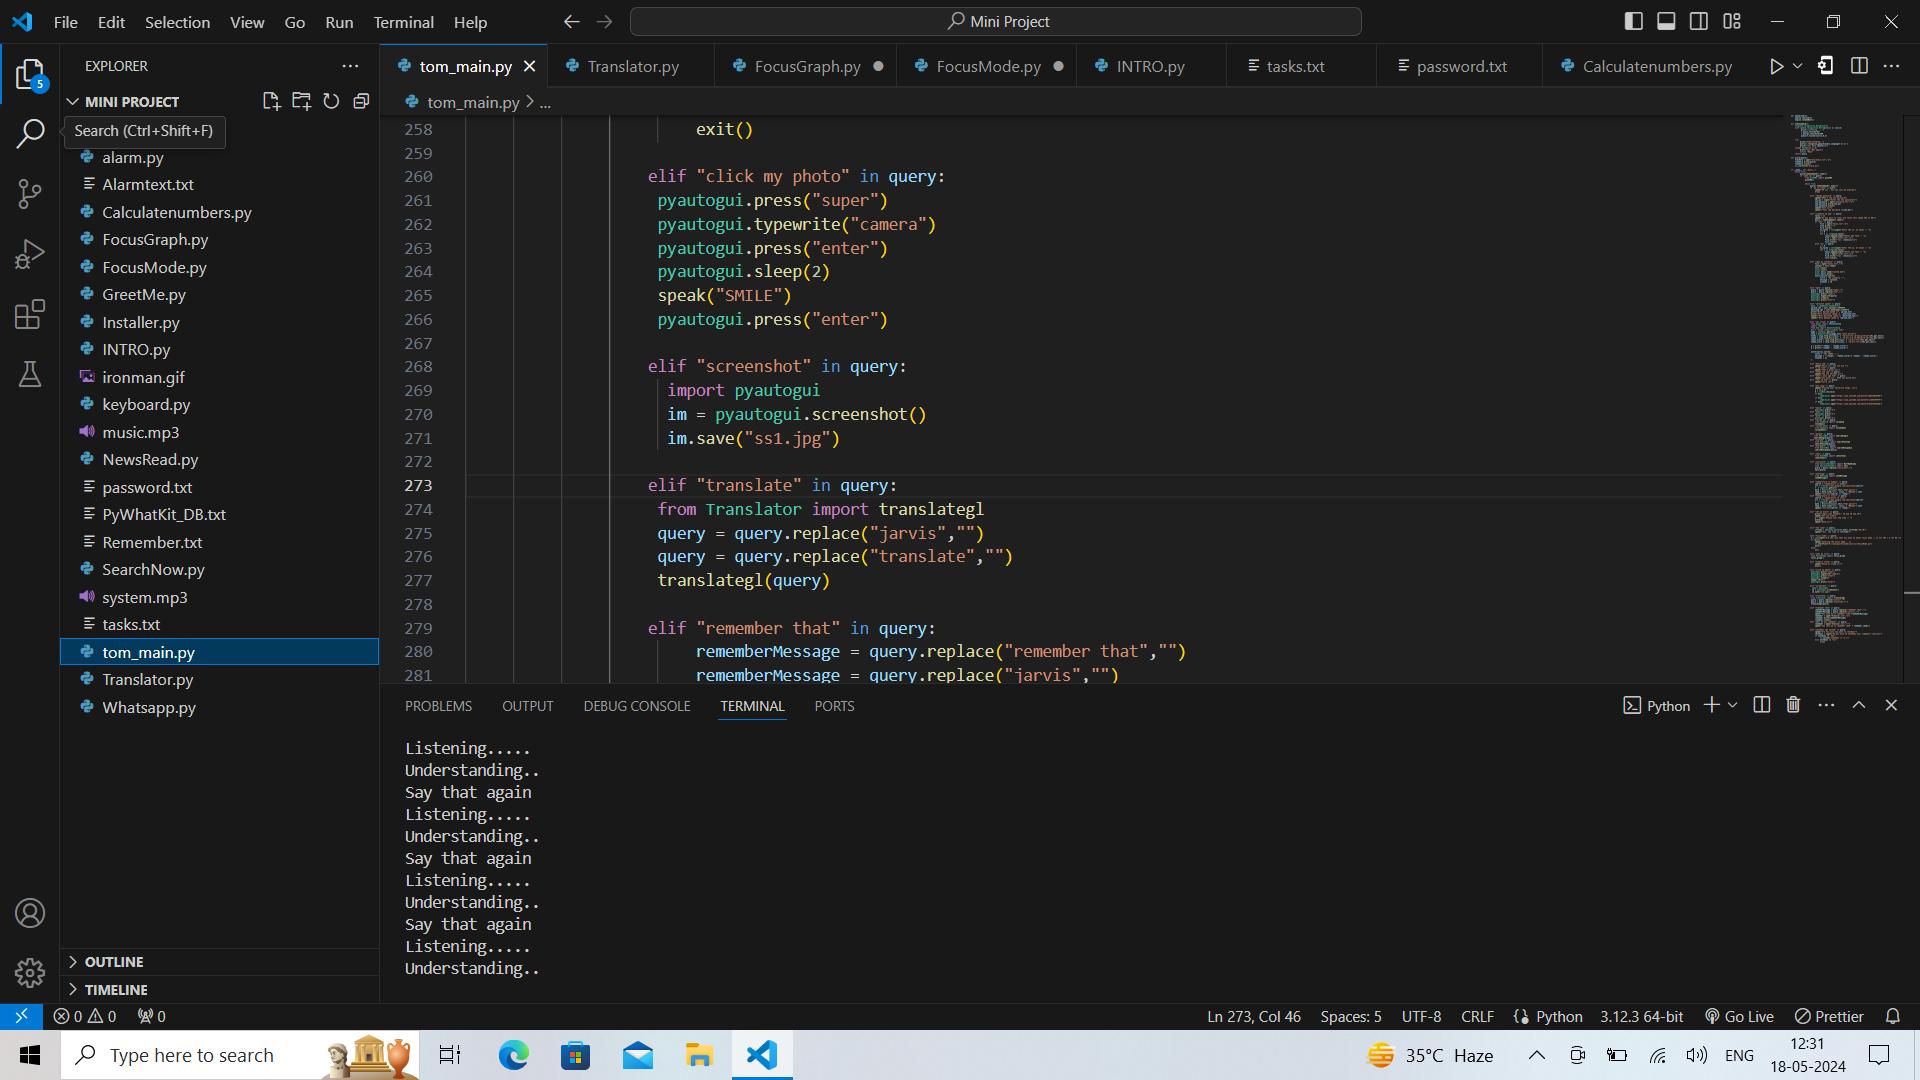 File Edit Selection View Go Run Terminal Help
Mini Project
EXPLORER
MINI PROJECT
Search (Ctrl+Shift+F)
alarm.py
Alarmtext.txt
Calculatenumbers.py
FocusGraph.py
FocusMode.py
GreetMe.py
Installer.py
INTRO.py
ironman.gif
keyboard.py
music.mp3
NewsRead.py
password.txt
PyWhatKit_DB.txt
Remember.txt
SearchNow.py
system.mp3
tasks.txt
tom_main.py
Translator.py
Whatsapp.py
OUTLINE
TIMELINE
5
tom_main.py Translator.py FocusGraph.py FocusMode.py INTRO.py tasks.txt password.txt Calculatenumbers.py
tom_main.py > ...
258 exit()
259
260 elif "click my photo" in query:
261 pyautogui.press("super")
262 pyautogui.typewrite("camera")
263 pyautogui.press("enter")
264 pyautogui.sleep(2)
265 speak("SMILE")
266 pyautogui.press("enter")
267
268 elif "screenshot" in query:
269 import pyautogui
270 im = pyautogui.screenshot()
271 im.save("ss1.jpg")
272
273 elif "translate" in query:
274 from Translator import translategl
275 query = query.replace("jarvis","")
276 query = query.replace("translate","")
277 translategl(query)
278
279 elif "remember that" in query:
280 rememberMessage = query.replace("remember that","")
281 rememberMessage = query.replace("jarvis","")
PROBLEMS OUTPUT DEBUG CONSOLE TERMINAL PORTS
Python
Listening.....
Understanding..
Say that again
Listening.....
Understanding..
Say that again
Listening.....
Understanding..
Say that again
Listening.....
Understanding..
0 0 0
Ln 273, Col 46 Spaces: 5 UTF-8 CRLF Python 3.12.3 64-bit Go Live Prettier
Type here to search
35°C Haze
ENG
12:31
18-05-2024